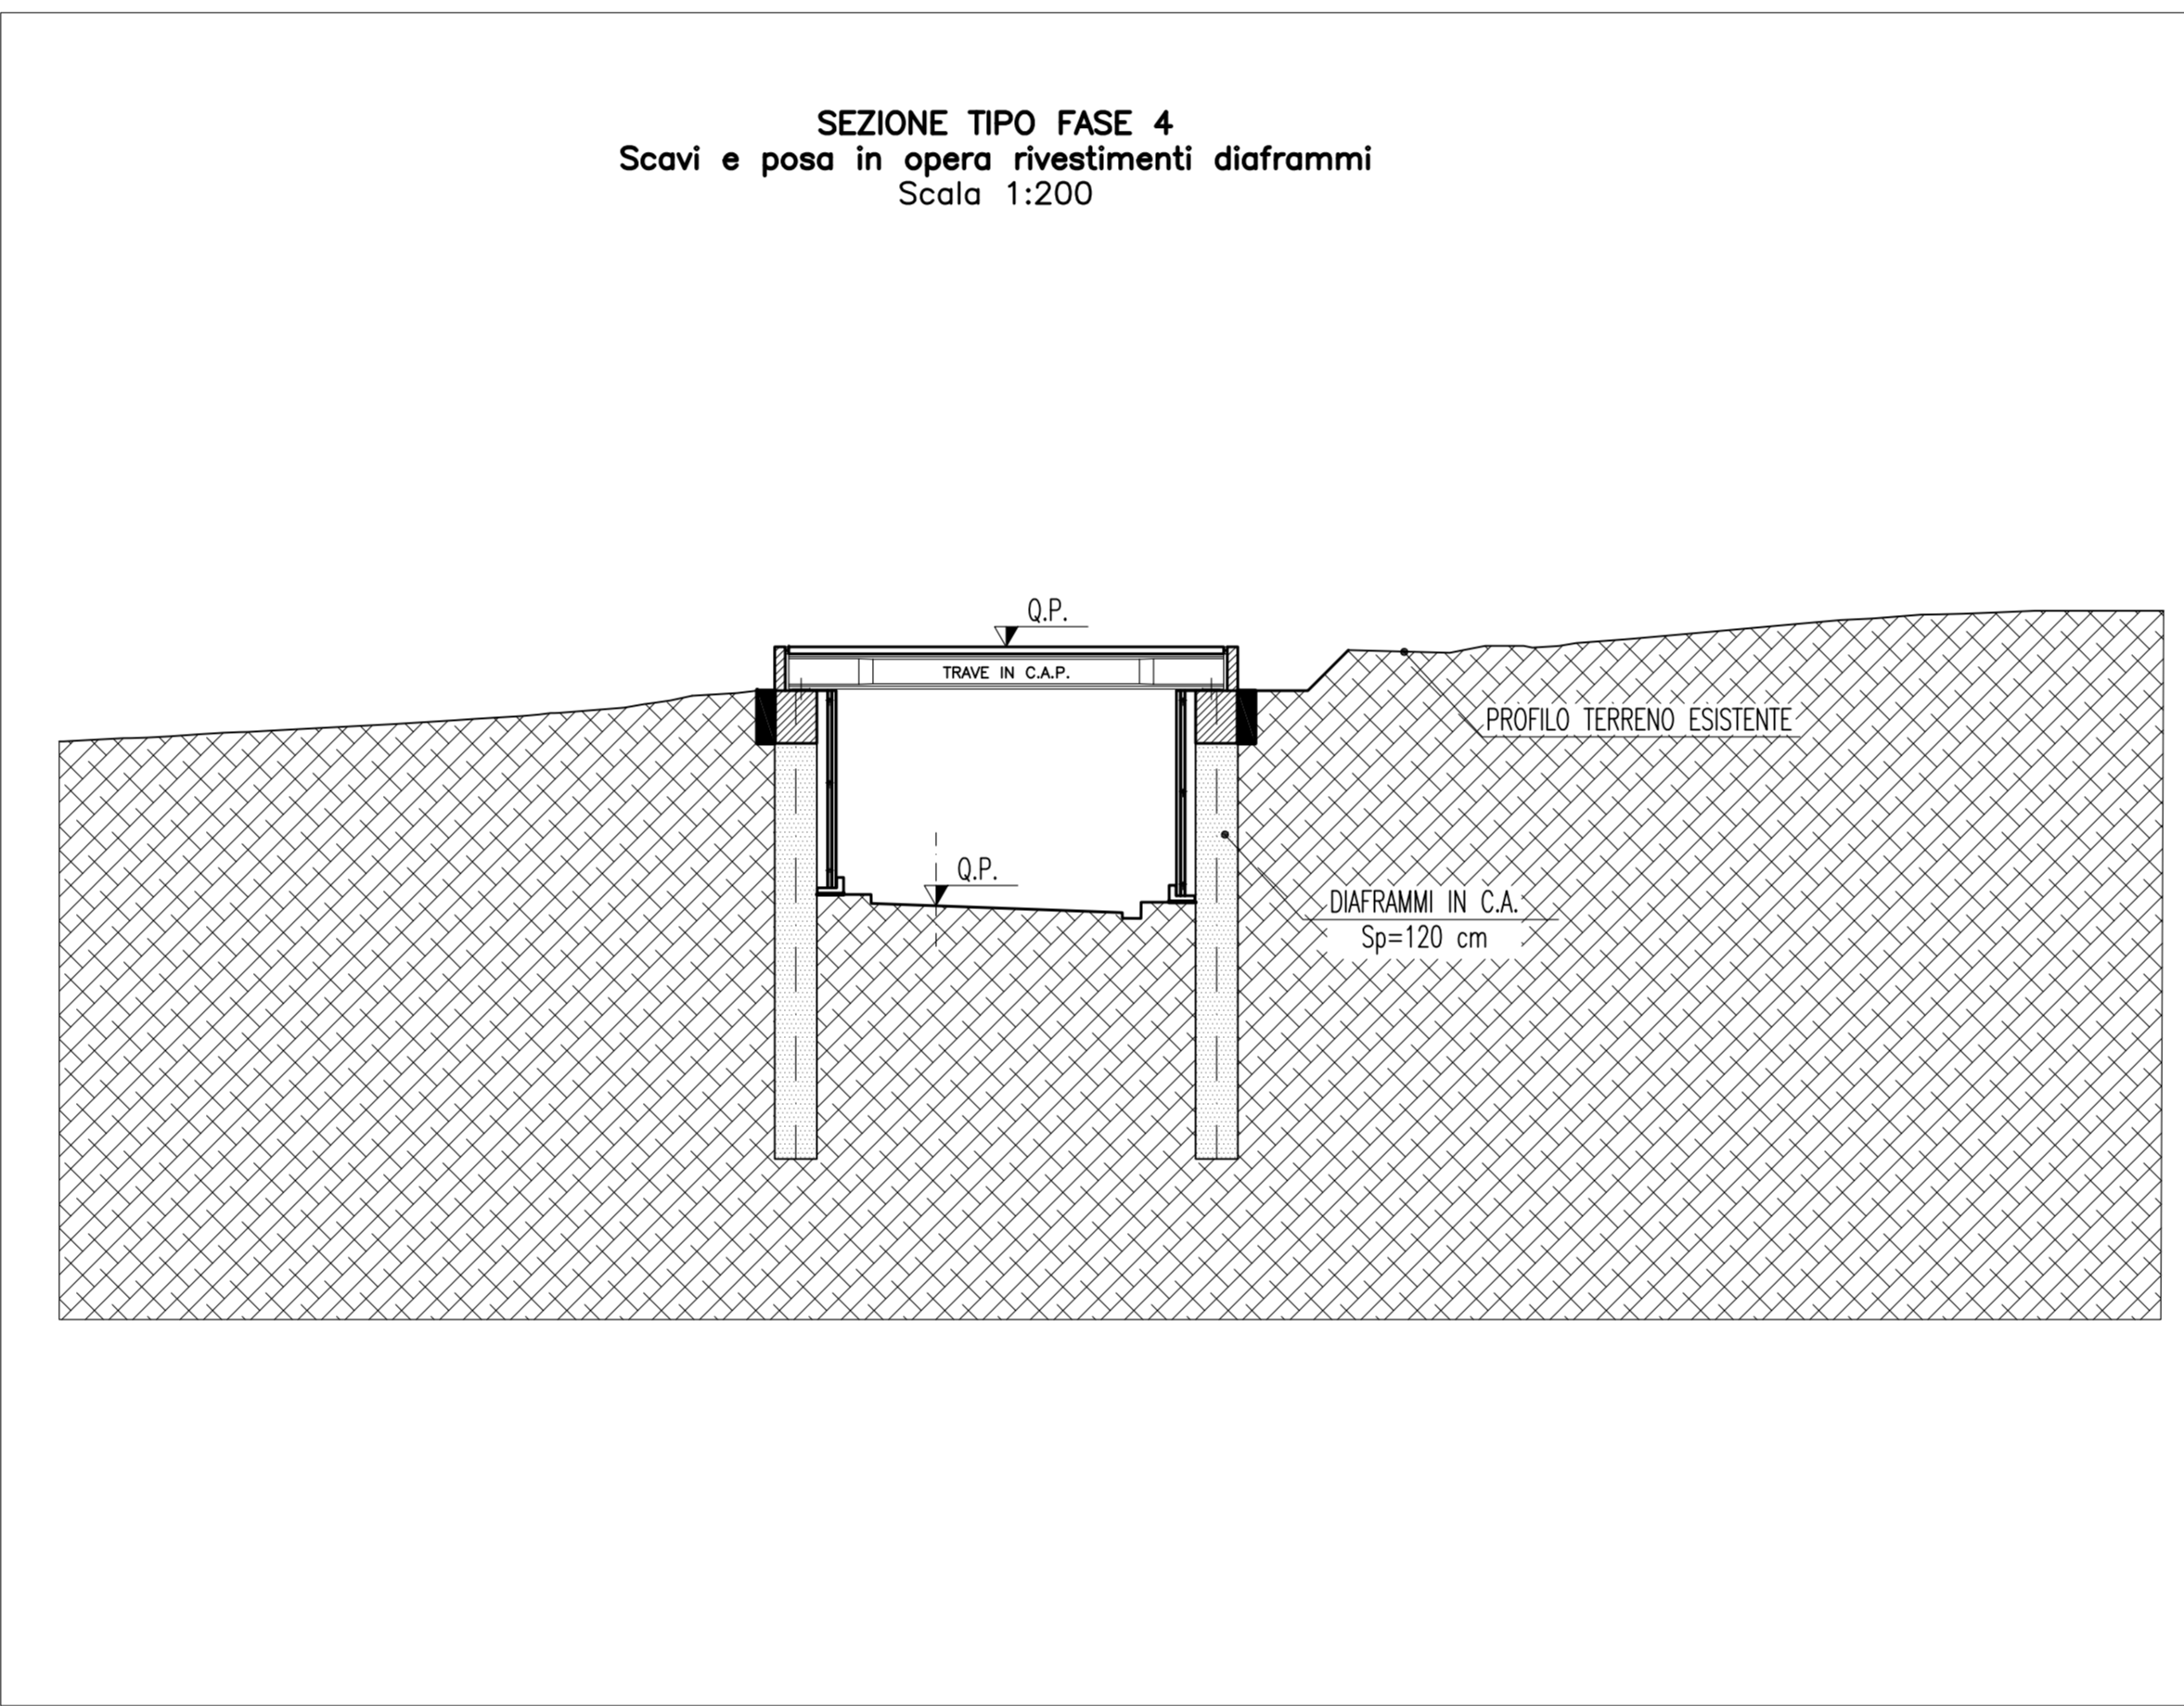 SEZIONE TIPO FASE 4
Scavi e posa in opera rivestimenti diaframmi
Scala 1:200
Q.P.
TRAVE IN C.A.P.
PROFILO TERRENO ESISTENTE
Q.P.
DIAFRAMMI IN C.A.
Sp=120 cm